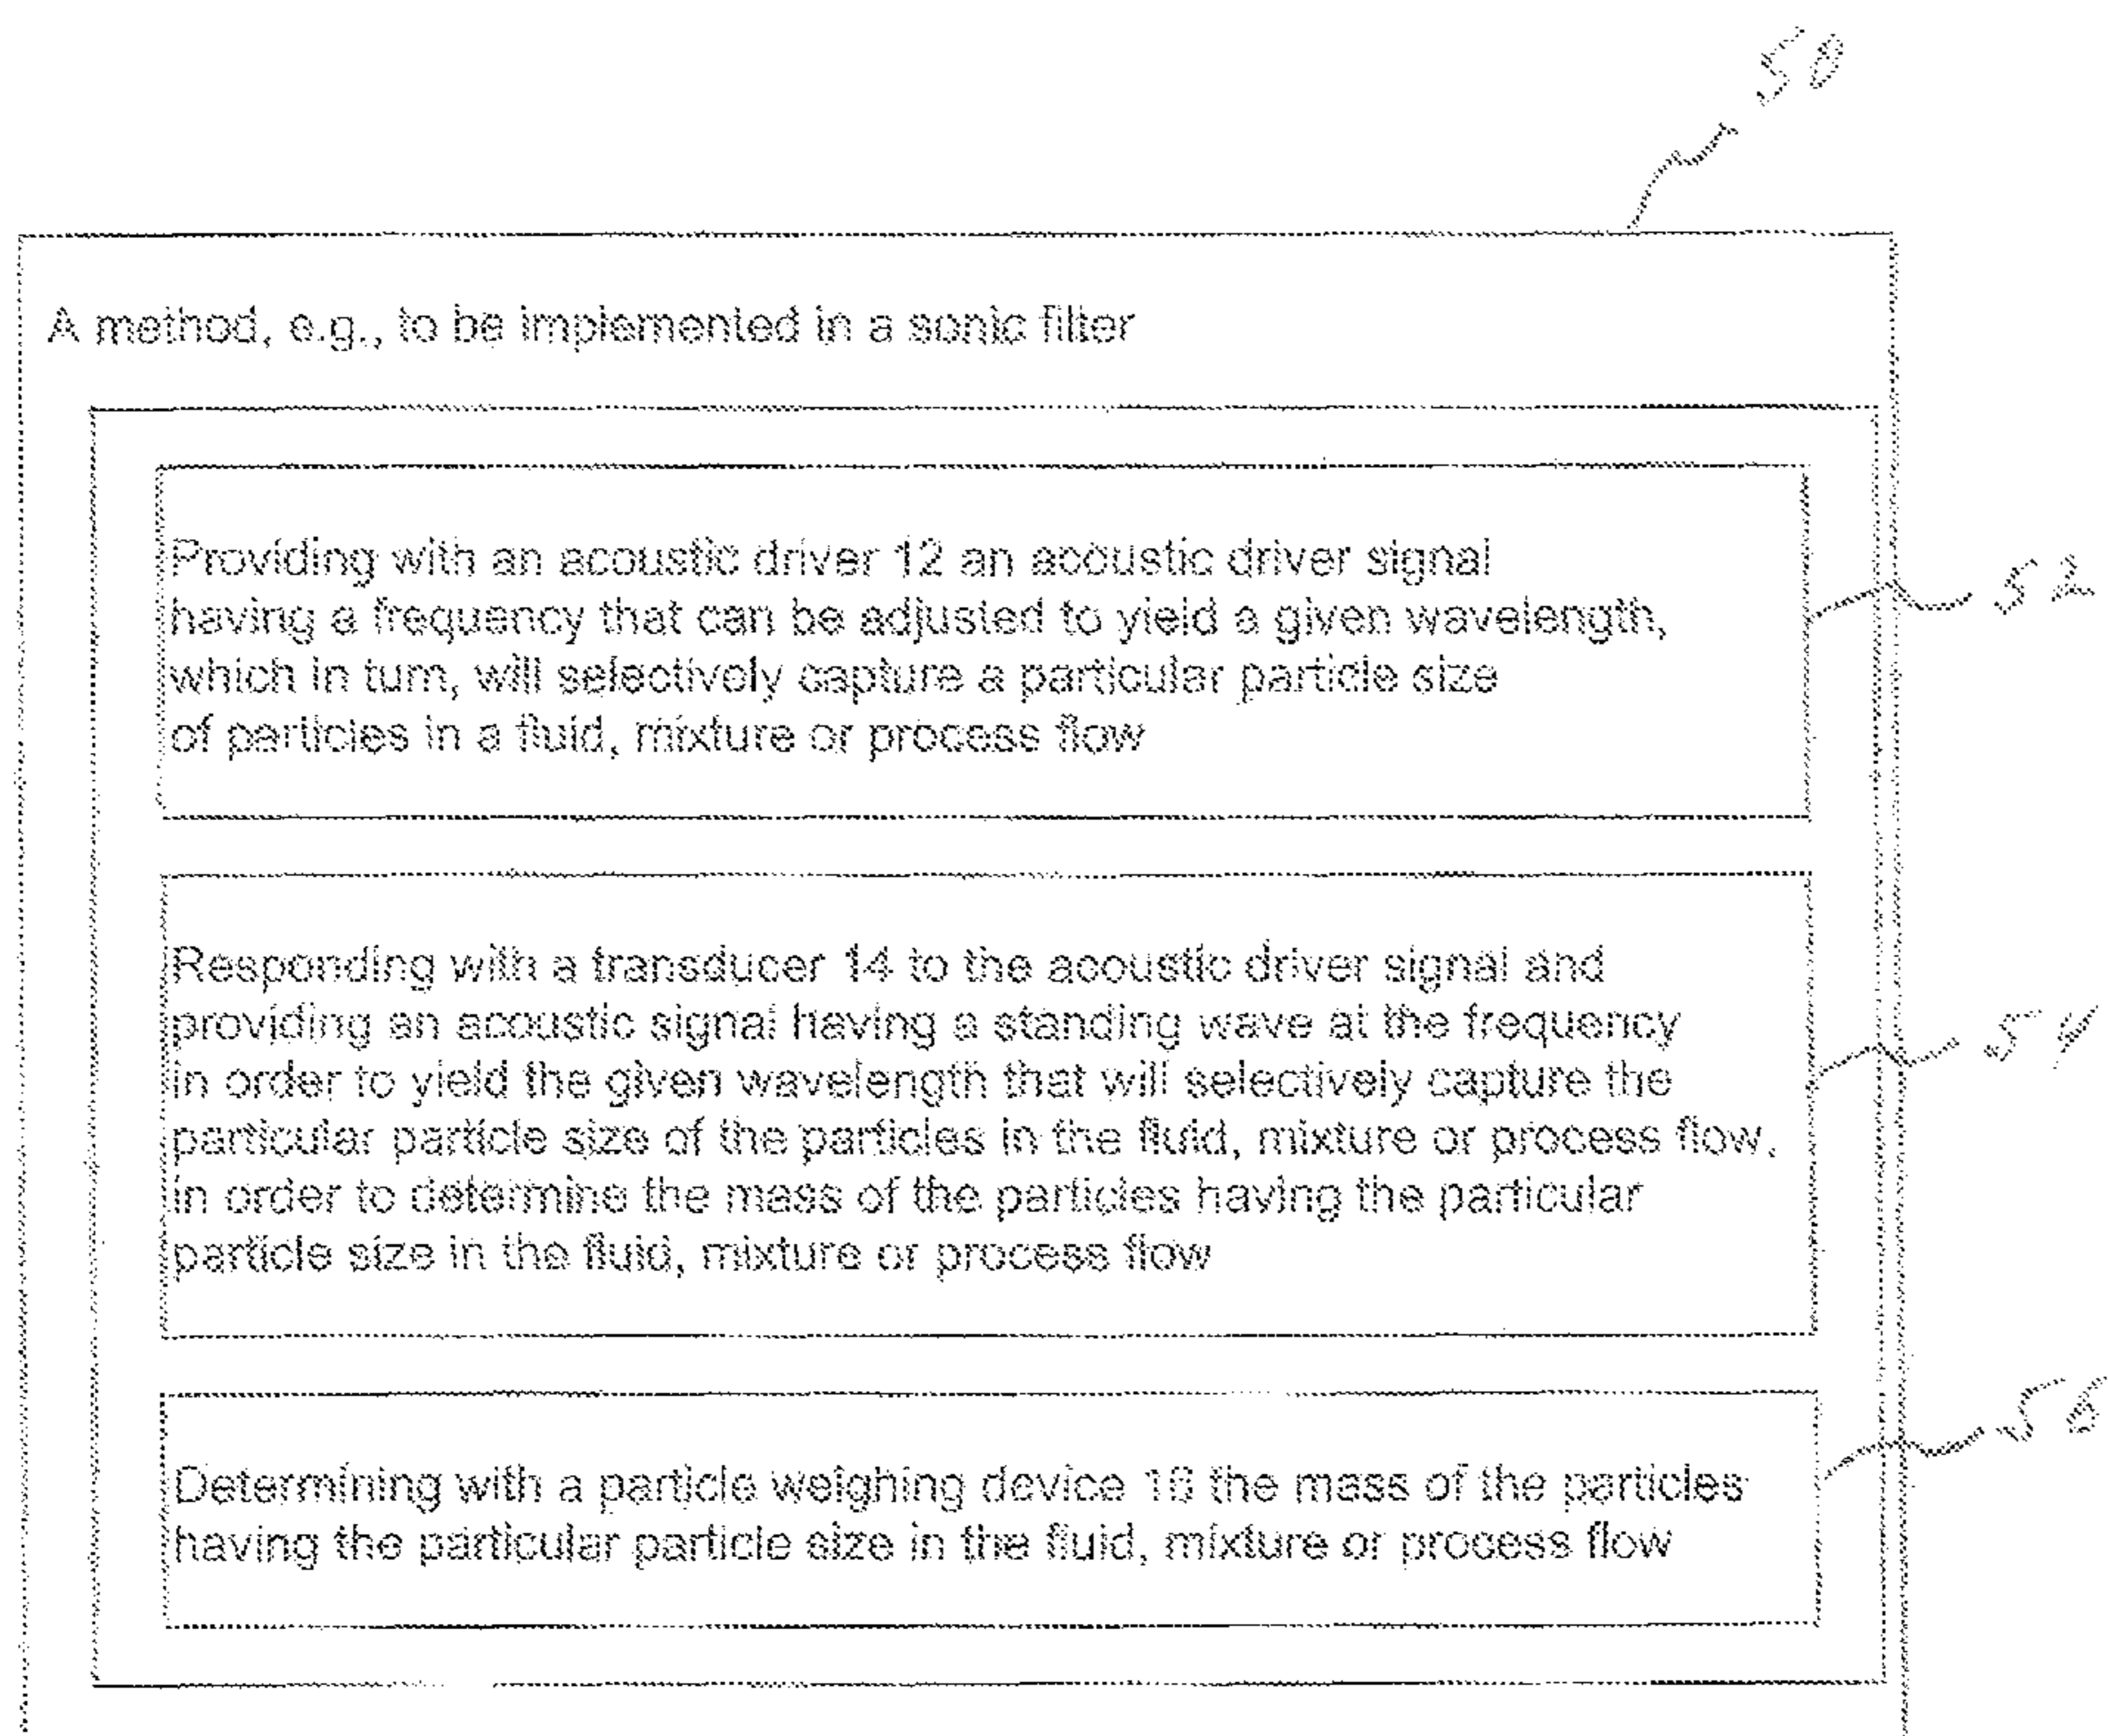 50
A method, e.g., to be implemented in a sonic filter
Providing with an acoustic driver 12 an acoustic driver signal
having a frequency that can be adjusted to yield a given wavelength,
which in turn, will selectively capture a particular particle size
of particles in a fluid, mixture or process flow
52
Responding with a transducer 14 to the acoustic driver signal and
providing an acoustic signal having a standing wave at the frequency
in order to yield the given wavelength that will selectively capture the
particular particle size of the particles in the fluid, mixture or process flow,
in order to determine the mass of the particles having the particular
particle size in the fluid, mixture or process flow
54
Determining with a particle weighing device 16 the mass of the particles
having the particular particle size in the fluid, mixture or process flow
56